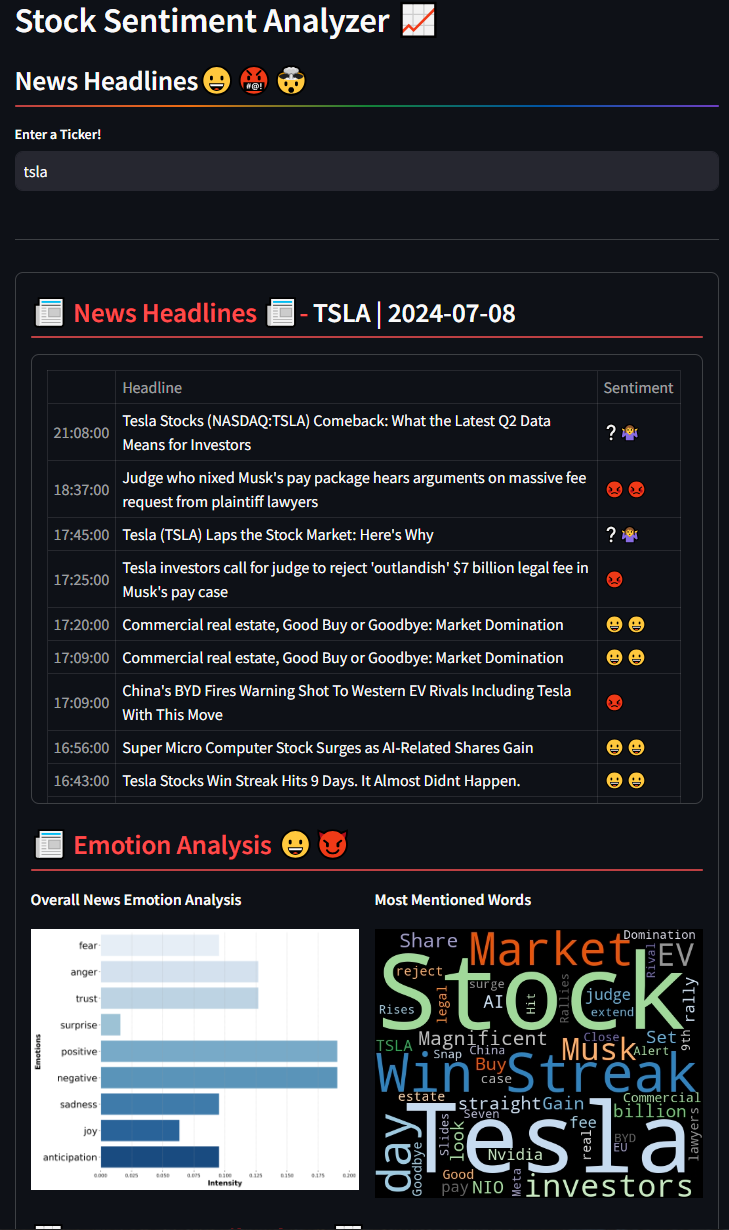 Stock Sentiment Analyzer
News Headlines
Enter a Ticker!
tsla
News Headlines - TSLA | 2024-07-08
Headline Sentiment
21:08:00 Tesla Stocks (NASDAQ:TSLA) Comeback: What the Latest Q2 Data
Means for Investors
18:37:00 Judge who nixed Musk's pay package hears arguments on massive fee
request from plaintiff lawyers
17:45:00 Tesla (TSLA) Laps the Stock Market: Here's Why
17:25:00 Tesla investors call for judge to reject 'outlandish' $7 billion legal fee in
Musk's pay case
17:20:00 Commercial real estate, Good Buy or Goodbye: Market Domination
17:09:00 Commercial real estate, Good Buy or Goodbye: Market Domination
17:09:00 China's BYD Fires Warning Shot To Western EV Rivals Including Tesla
With This Move
16:56:00 Super Micro Computer Stock Surges as AI-Related Shares Gain
16:43:00 Tesla Stocks Win Streak Hits 9 Days. It Almost Didnt Happen.
Emotion Analysis
Overall News Emotion Analysis
Most Mentioned Words
fear
anger
trust
surprise
positive
negative
sadness
joy
anticipation
Emotions
0.000 0.025 0.050 0.075 0.100 0.125 0.150 0.175 0.200
Intensity
Share
Market
Domination
EV
Rival
Stock
reject
legal
surge
AI
Hit
Rallies
judge
extend
rally
Rises
TSLA
Magnificent
Snap
China
Musk
Close
Alert
Set
9th
Win
Streak
Buy
case
estate
straight
Gain
Commercial
billion
Seven
fee
Tesla
day
Goodbye
Slides
look
Nvidia
real
BYD
EU
lawyers
Good
pay
NIO
Meta
investors